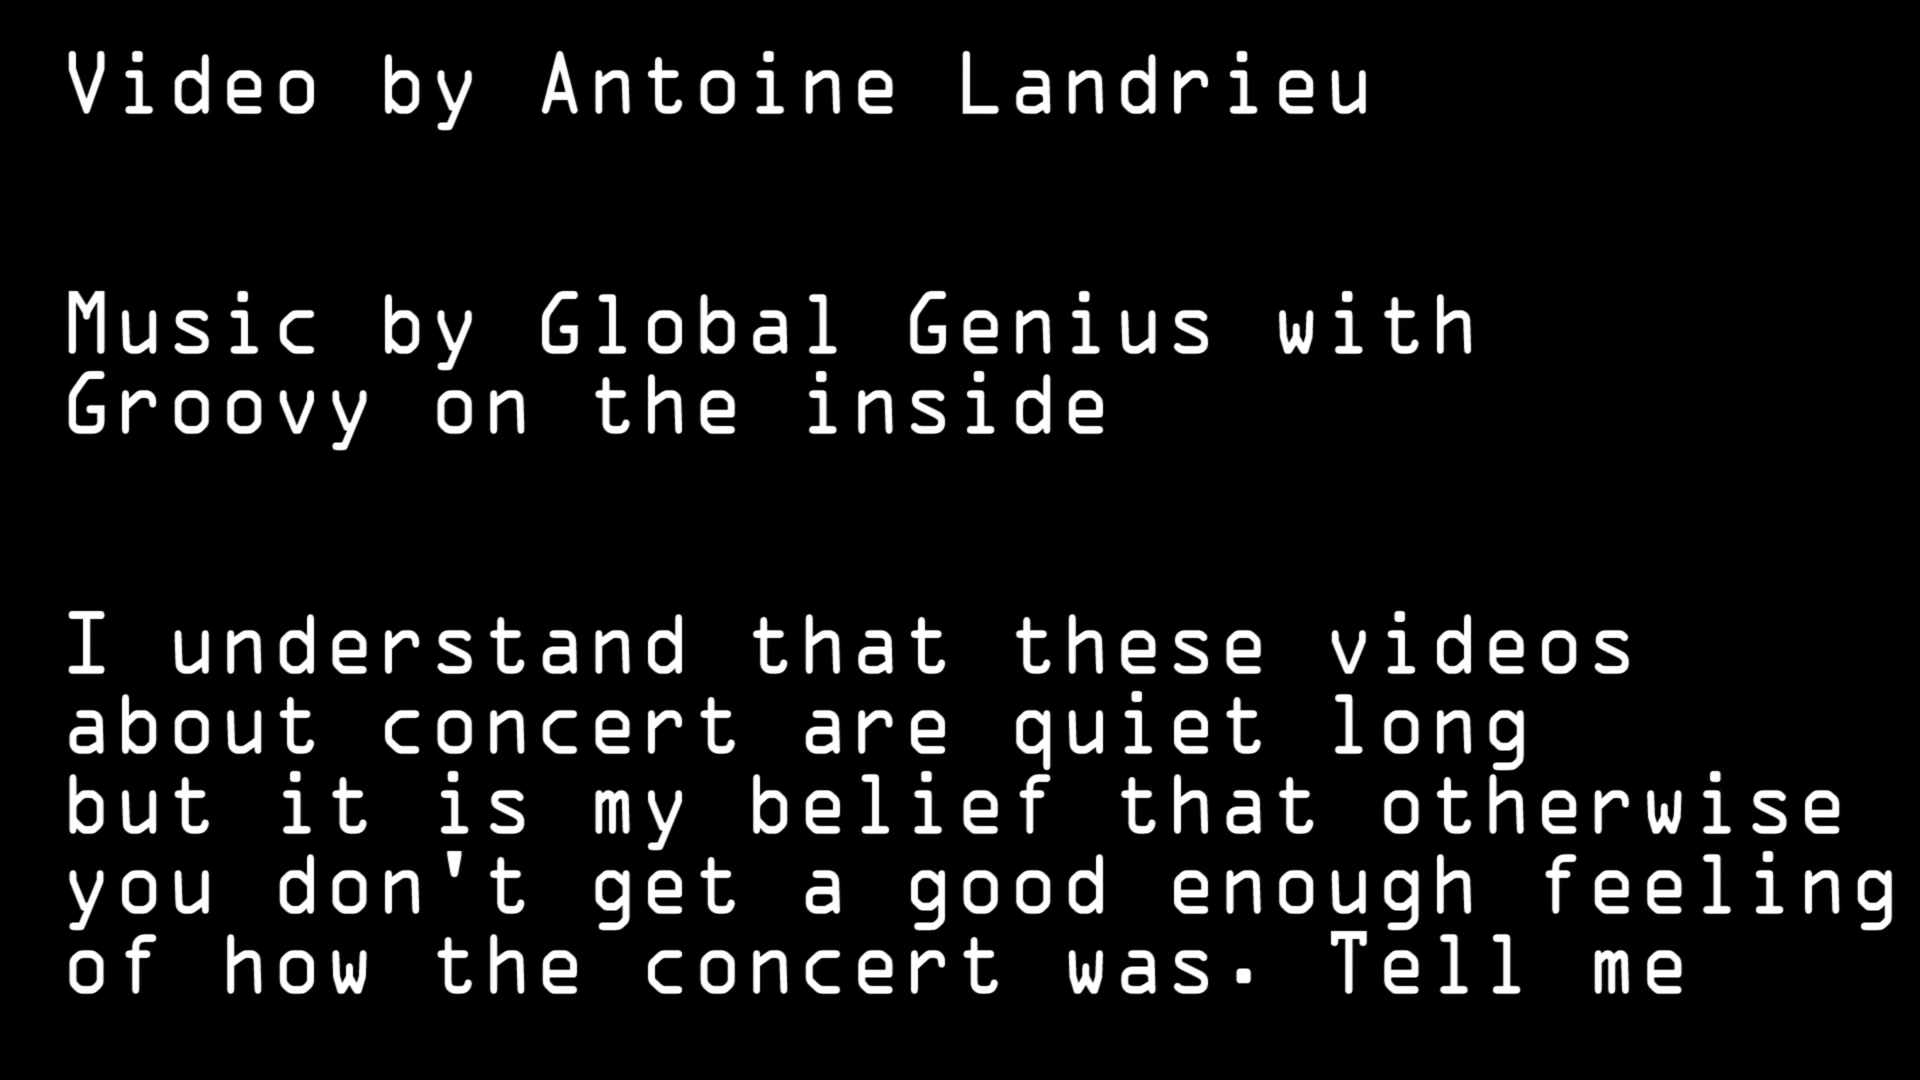 Video by Antoine Landrieu
Music by Global Genius with
Groovy on the inside
I understand that these videos
about concert are quiet long
but it is my belief that otherwise
you don't get a good enough feeling
of how the concert was. Tell me